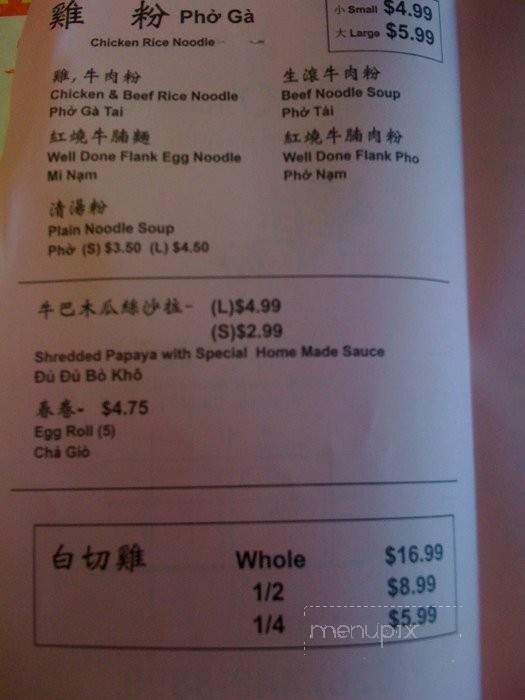 雞 粉 Phở Gà
Chicken Rice Noodle
小 Small $4.99
大 Large $5.99
雞, 牛肉粉
Chicken & Beef Rice Noodle
Phở Gà Tai
生滾牛肉粉
Beef Noodle Soup
Phở Tài
紅燒牛腩麵
Well Done Flank Egg Noodle
Mi Nạm
紅燒牛腩肉粉
Well Done Flank Pho
Phở Nạm
清湯粉
Plain Noodle Soup
Phở (S) $3.50 (L) $4.50
牛巴木瓜絲沙拉- (L)$4.99
(S)$2.99
Shredded Papaya with Special Home Made Sauce
Đú Đủ Bò Khô
春卷- $4.75
Egg Roll (5)
Chả Giò
白切雞 Whole $16.99
1/2 $8.99
1/4 $5.99
menupix